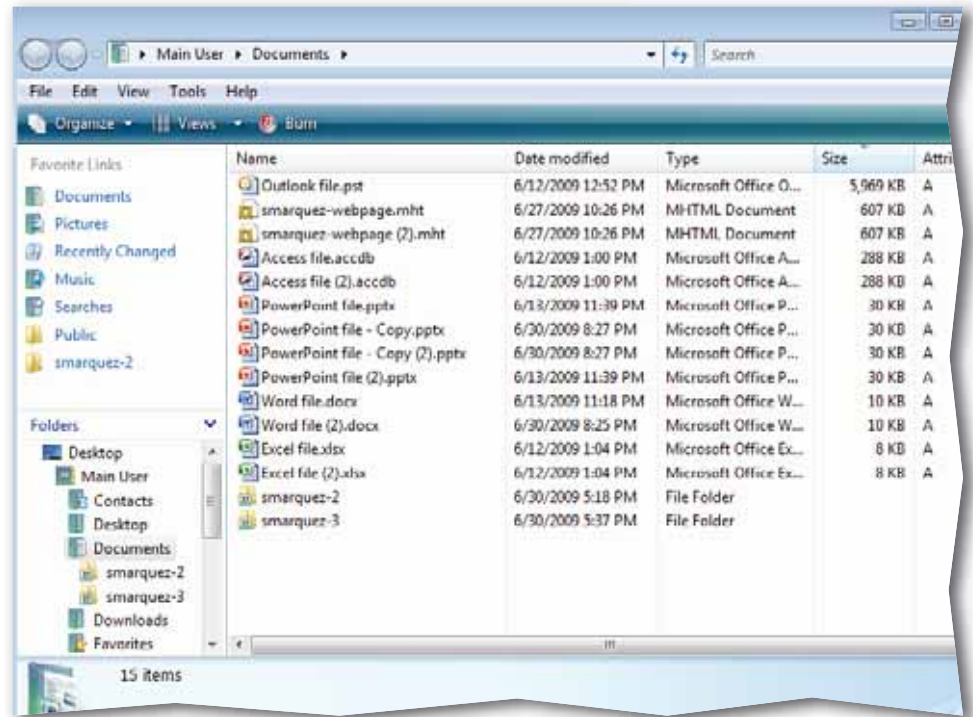 Main User Documents
Search
File Edit View Tools Help
Organize Views Burn
Favorite Links
Documents
Pictures
Recently Changed
Music
Searches
Public
smarquez-2
Folders
Desktop
Main User
Contacts
Desktop
Documents
smarquez-2
smarquez-3
Downloads
Favorites
Name Date modified Type Size Attri
Outlook file.pst 6/12/2009 12:52 PM Microsoft Office O... 5,969 KB A
smarquez-webpage.mht 6/27/2009 10:26 PM MHTML Document 607 KB A
smarquez-webpage (2).mht 6/27/2009 10:26 PM MHTML Document 607 KB A
Access file.accdb 6/12/2009 1:00 PM Microsoft Office A... 288 KB A
Access file (2).accdb 6/12/2009 1:00 PM Microsoft Office A... 288 KB A
PowerPoint file.pptx 6/13/2009 11:39 PM Microsoft Office P... 30 KB A
PowerPoint file - Copy.pptx 6/30/2009 8:27 PM Microsoft Office P... 30 KB A
PowerPoint file - Copy (2).pptx 6/30/2009 8:27 PM Microsoft Office P... 30 KB A
PowerPoint file (2).pptx 6/13/2009 11:39 PM Microsoft Office P... 30 KB A
Word file.docx 6/13/2009 11:18 PM Microsoft Office W... 10 KB A
Word file (2).docx 6/30/2009 8:25 PM Microsoft Office W... 10 KB A
Excel file.xlsx 6/12/2009 1:04 PM Microsoft Office Ex... 8 KB A
Excel file (2).xlsx 6/12/2009 1:04 PM Microsoft Office Ex... 8 KB A
smarquez-2 6/30/2009 5:18 PM File Folder
smarquez-3 6/30/2009 5:37 PM File Folder
15 items